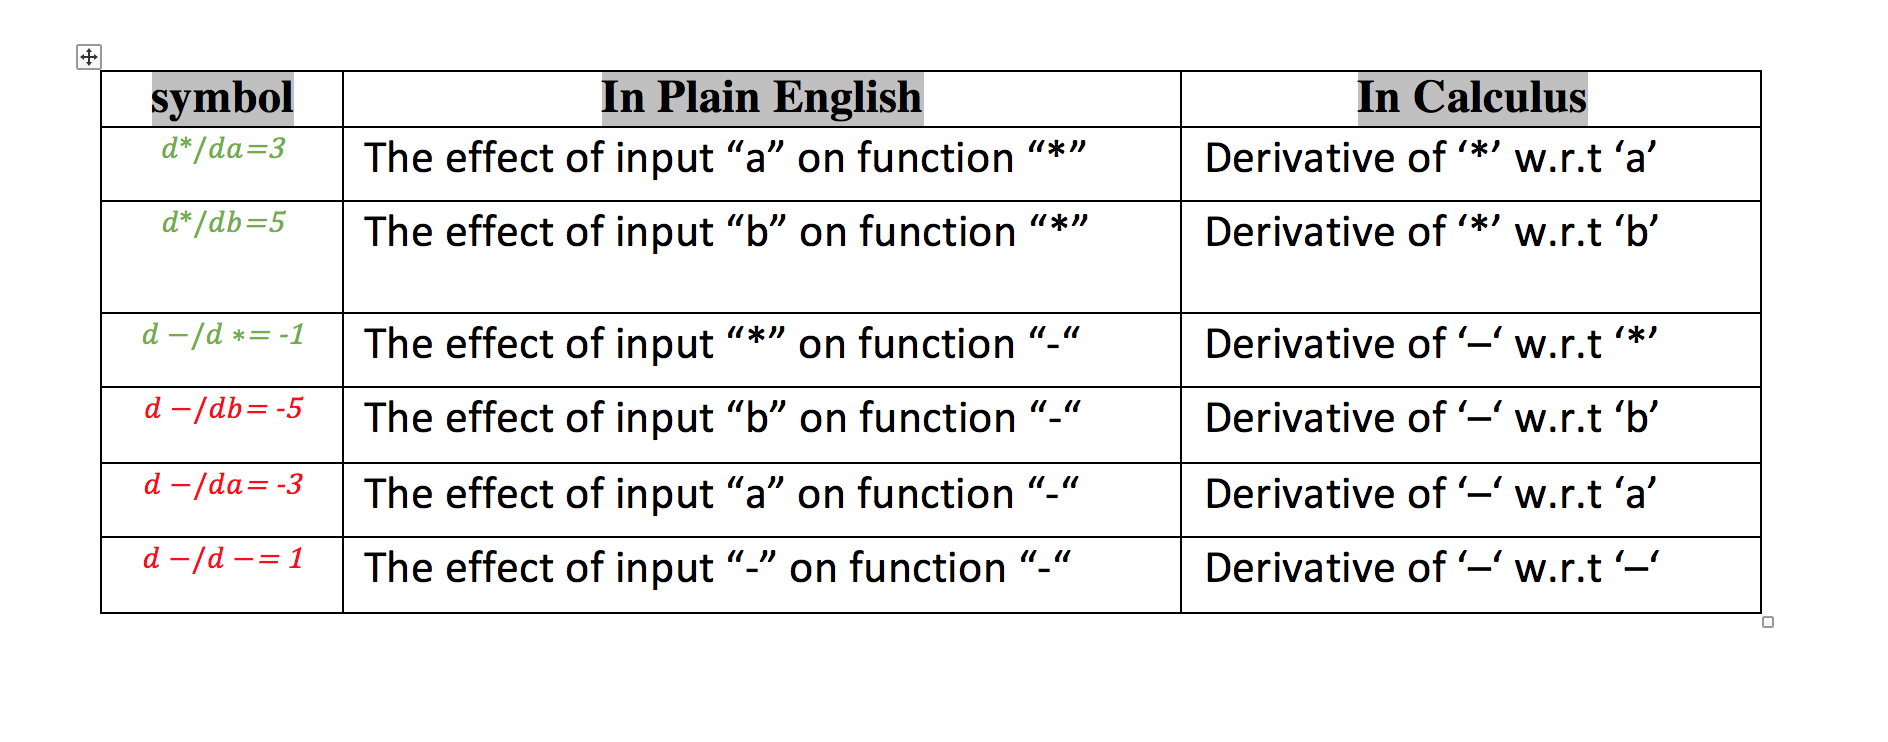 symbol In Plain English In Calculus
d*/da=3 The effect of input “a” on function “*” Derivative of ‘*’ w.r.t ‘a’
d*/db=5 The effect of input “b” on function “*” Derivative of ‘*’ w.r.t ‘b’
d −/d *= -1 The effect of input “*” on function “-“ Derivative of ‘–‘ w.r.t ‘*’
d −/db= -5 The effect of input “b” on function “-“ Derivative of ‘–‘ w.r.t ‘b’
d −/da= -3 The effect of input “a” on function “-“ Derivative of ‘–‘ w.r.t ‘a’
d −/d −= 1 The effect of input “-” on function “-“ Derivative of ‘–‘ w.r.t ‘–‘